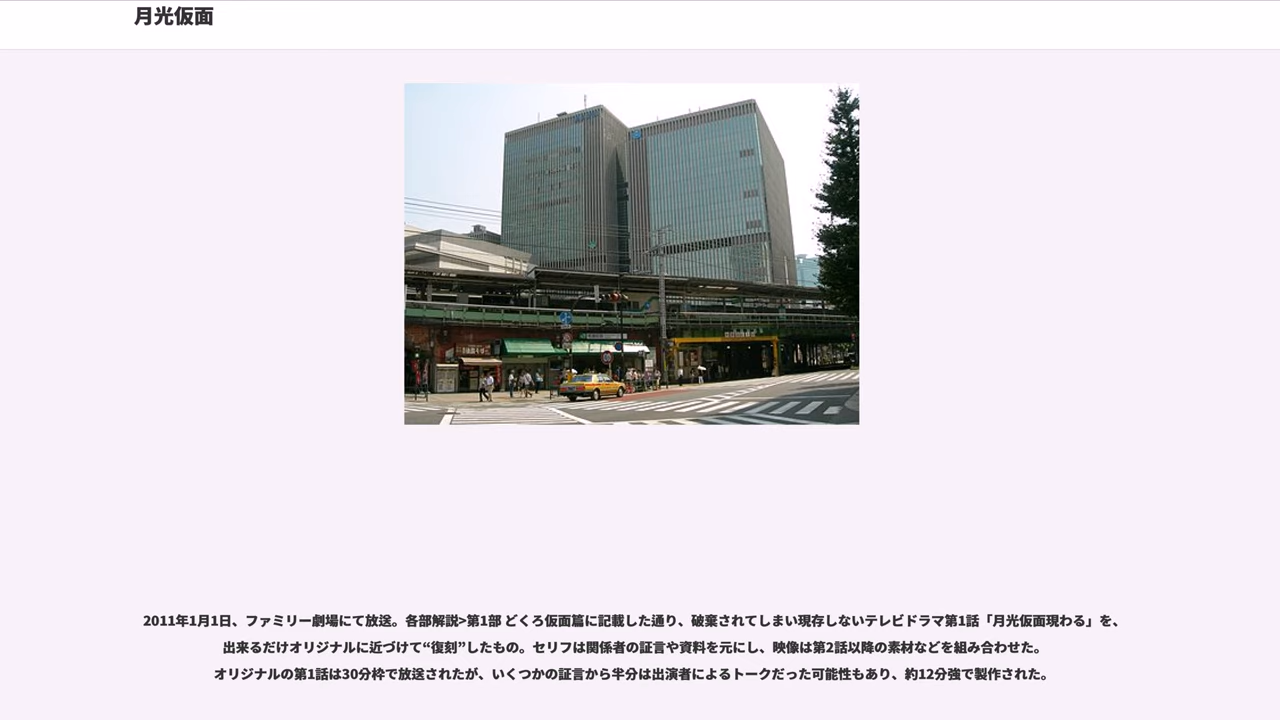 月光仮面
2011年1月1日、ファミリー劇場にて放送。各部解説>第1部 どくろ仮面篇に記載した通り、破棄されてしまい現存しないテレビドラマ第1話「月光仮面現わる」を、
出来るだけオリジナルに近づけて“復刻”したもの。セリフは関係者の証言や資料を元にし、映像は第2話以降の素材などを組み合わせた。
オリジナルの第1話は30分枠で放送されたが、いくつかの証言から半分は出演者によるトークだった可能性もあり、約12分強で製作された。